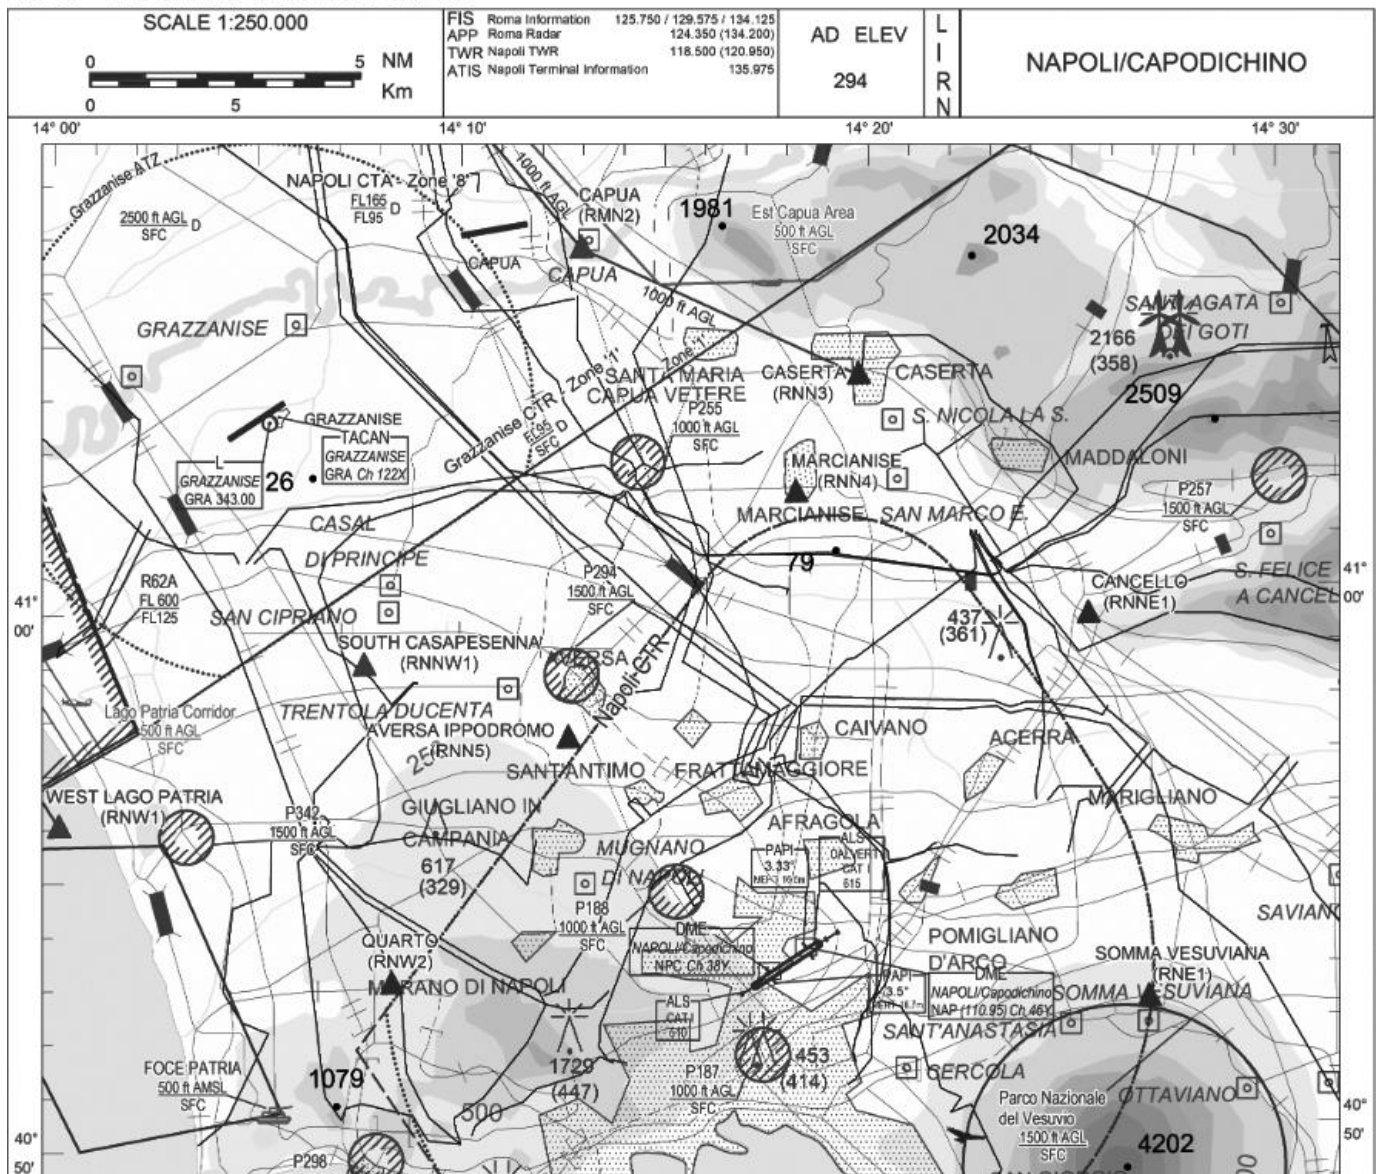 SCALE 1:250.000
0 5 NM
0 5 Km
FIS Roma Information 125.750 / 129.575 / 134.125
APP Roma Radar 124.350 (134.200)
TWR Napoli TWR 118.500 (120.950)
ATIS Napoli Terminal Information 135.975
AD ELEV
294
L
I
R
N
NAPOLI/CAPODICHINO
14° 00'
14° 10'
14° 20'
14° 30'
Grazzanise ATZ
2500 ft AGL D
SFC
NAPOLI CTA - Zone '8'
FL165 D
FL95
1000 ft AGL
CAPUA
(RMN2)
CAPUA
CAPUA
1981
Est Capua Area
500 ft AGL
SFC
2034
1000 ft AGL
GRAZZANISE
SANT'AGATA
DEI GOTI
2166
(358)
2509
Zone '1'
SANTA MARIA
CAPUA VETERE
CASERTA
(RNN3)
CASERTA
Grazzanise CTR - Zone '1'
FL95 D
SFC
P255
1000 ft AGL
SFC
S. NICOLA LA S.
GRAZZANISE
TACAN
GRAZZANISE
GRA Ch 122X
L
GRAZZANISE
GRA 343.00
26
MARCIANISE
(RNN4)
MADDALONI
P257
1500 ft AGL
SFC
MARCIANISE
SAN MARCO E.
CASAL
DI PRINCIPE
79
P294
1500 ft AGL
SFC
R62A
FL 600
FL125
SAN CIPRIANO
CANCELLO
(RNNE1)
S. FELICE
A CANCEL
41°
00'
41°
00'
437
(361)
SOUTH CASAPESENNA
(RNNW1)
AVERSA
Napoli CTR
Lago Patria Corridor
500 ft AGL
SFC
TRENTOLA DUCENTA
AVERSA IPPODROMO
(RNN5)
250
CAIVANO
ACERRA
SANT'ANTIMO
FRATTAMAGGIORE
WEST LAGO PATRIA
(RNW1)
P342
1500 ft AGL
SFC
GIUGLIANO IN
CAMPANIA
617
(329)
MARIGLIANO
AFRAGOLA
MUGNANO
DI NAPOLI
PAPI
3.33°
ALS
CALVERT
CAT I
615
P188
1000 ft AGL
SFC
DME
NAPOLI/Capodichino
NPC Ch 38Y
SAVIAN
POMIGLIANO
D'ARCO
QUARTO
(RNW2)
MARANO DI NAPOLI
SOMMA VESUVIANA
(RNE1)
PAPI
3.5°
DME
NAPOLI/Capodichino
NAP (110.95) Ch 46Y
SOMMA VESUVIANA
ALS
CAT I
510
SANT'ANASTASIA
FOCE PATRIA
500 ft AMSL
SFC
1079
1729
(447)
453
(414)
P187
1000 ft AGL
SFC
CERCOLA
500
Parco Nazionale
del Vesuvio
1500 ft AGL
SFC
OTTAVIANO
4202
40°
50'
40°
50'
P298